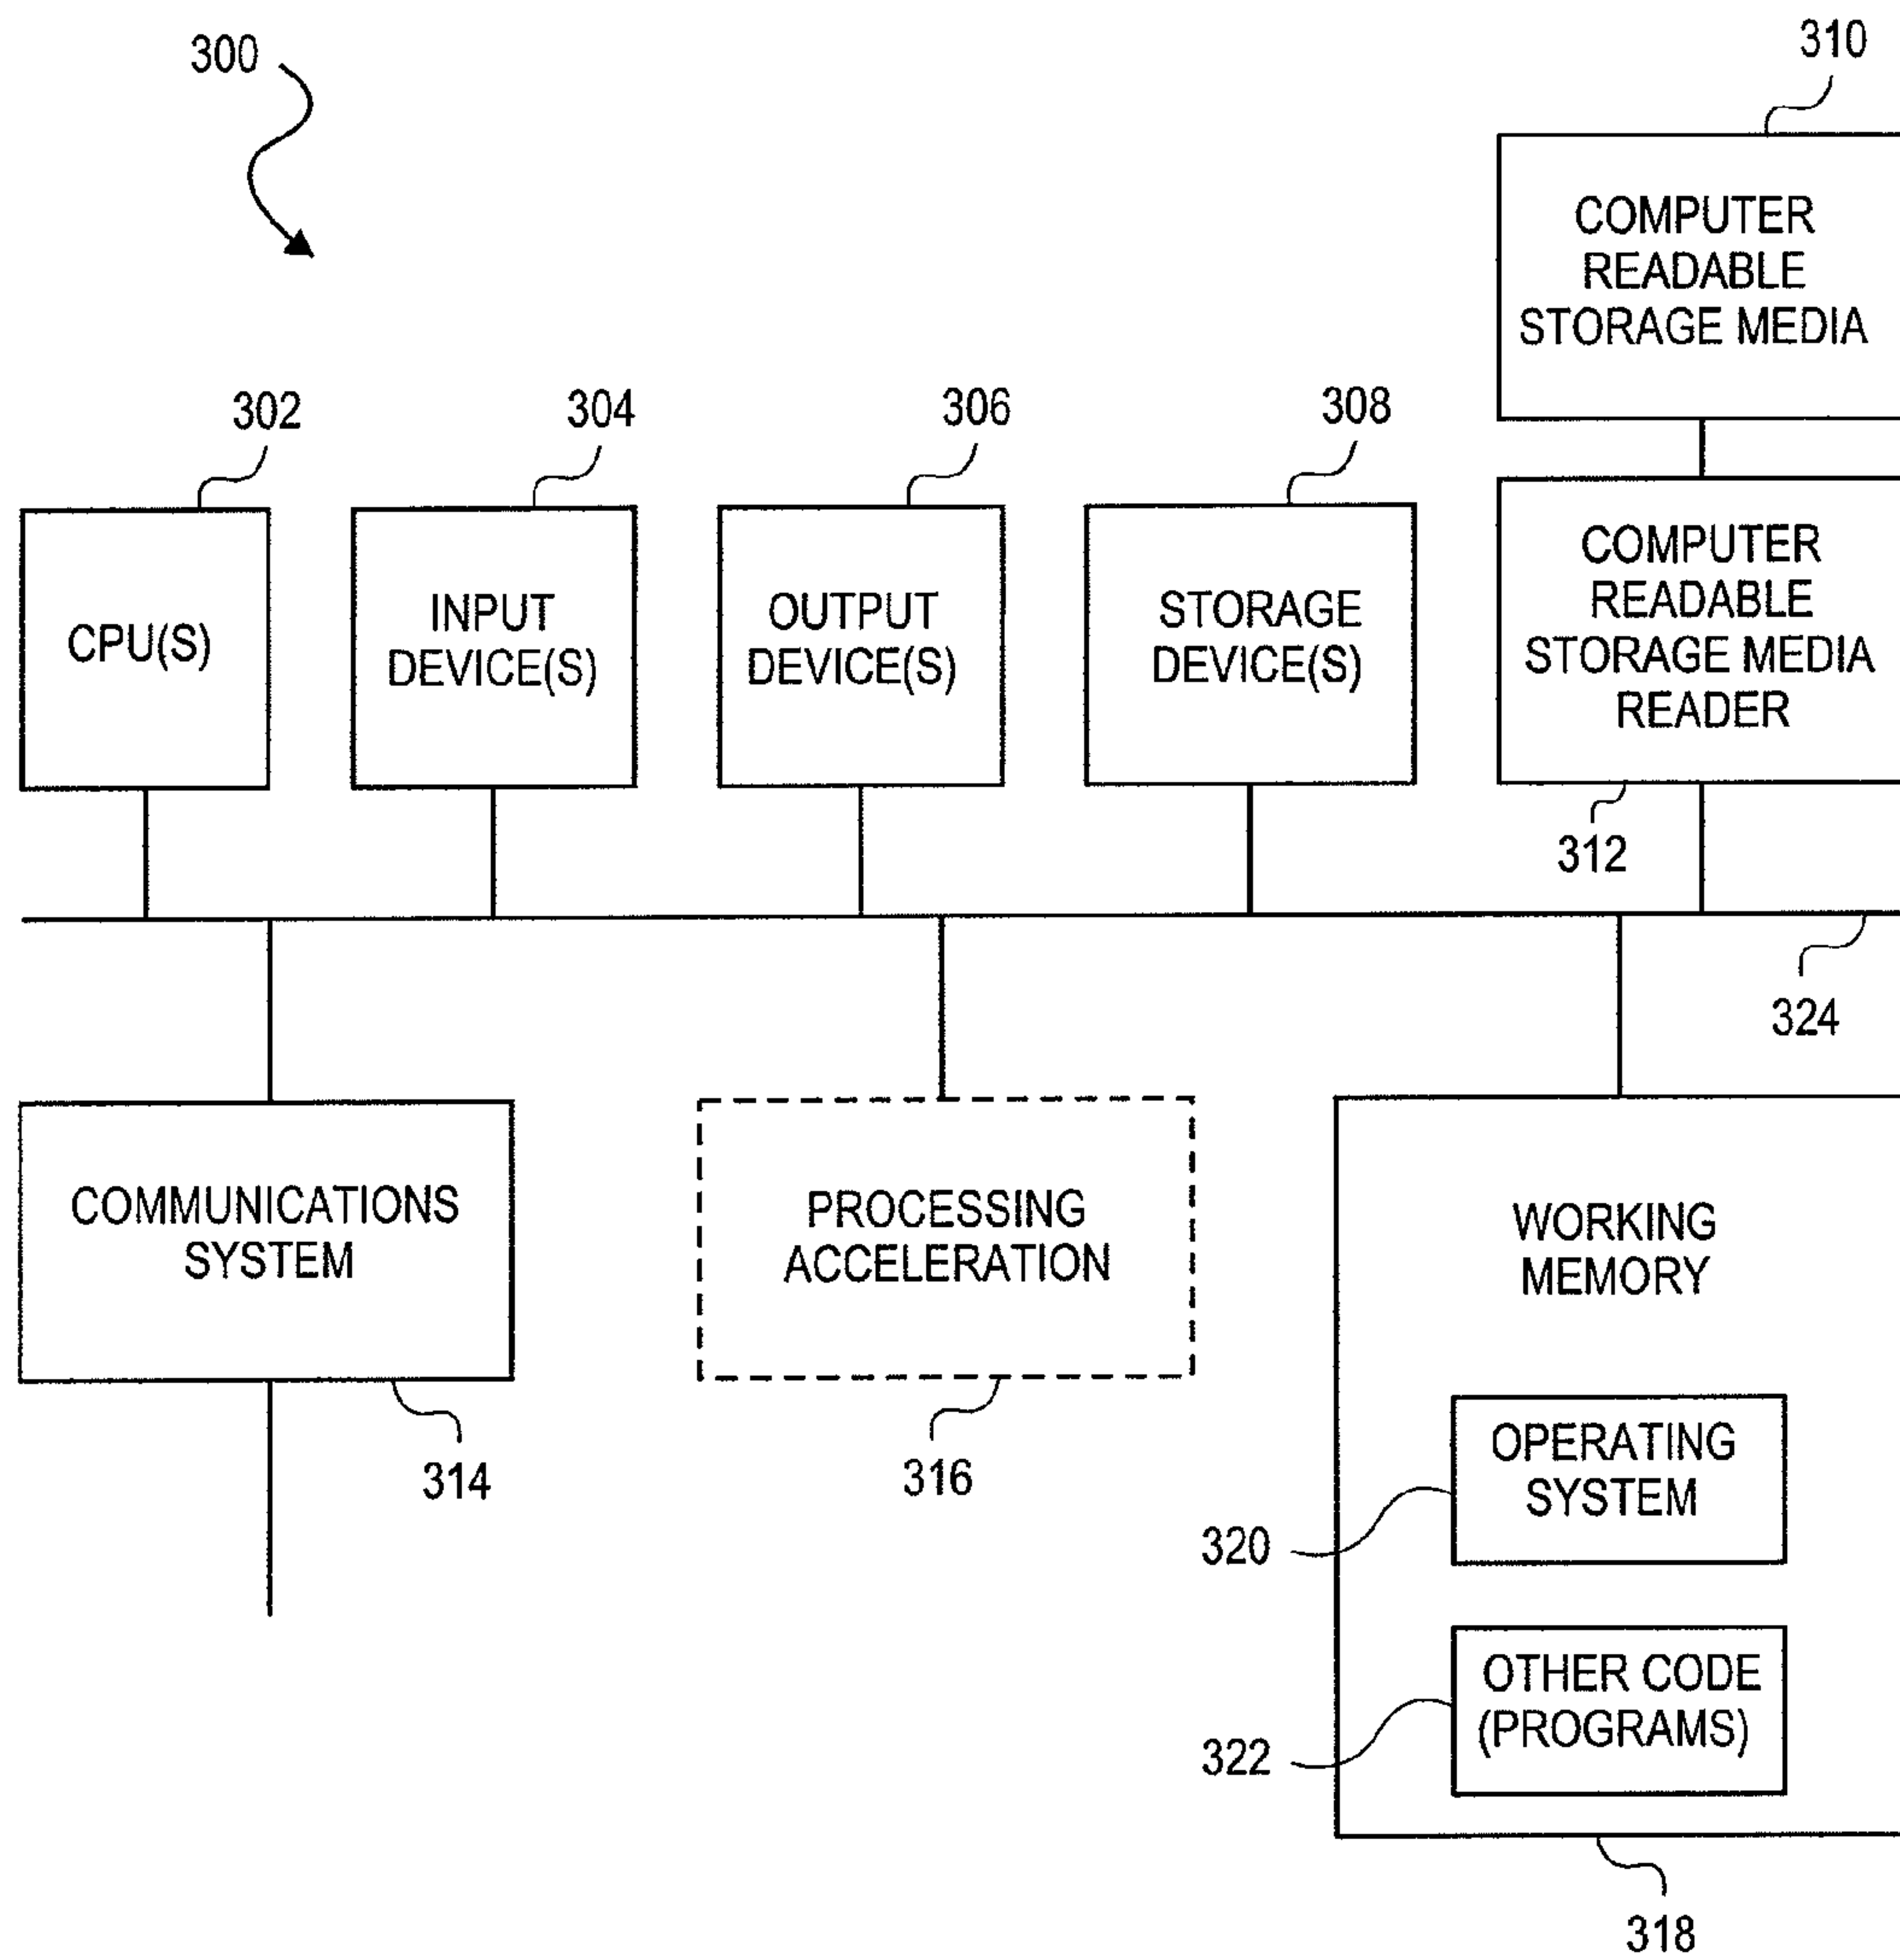 300
310
COMPUTER
READABLE
STORAGE MEDIA
302
304
306
308
CPU(S)
INPUT
DEVICE(S)
OUTPUT
DEVICE(S)
STORAGE
DEVICE(S)
COMPUTER
READABLE
STORAGE MEDIA
READER
312
324
COMMUNICATIONS
SYSTEM
314
PROCESSING
ACCELERATION
316
WORKING
MEMORY
OPERATING
SYSTEM
320
OTHER CODE
(PROGRAMS)
322
318